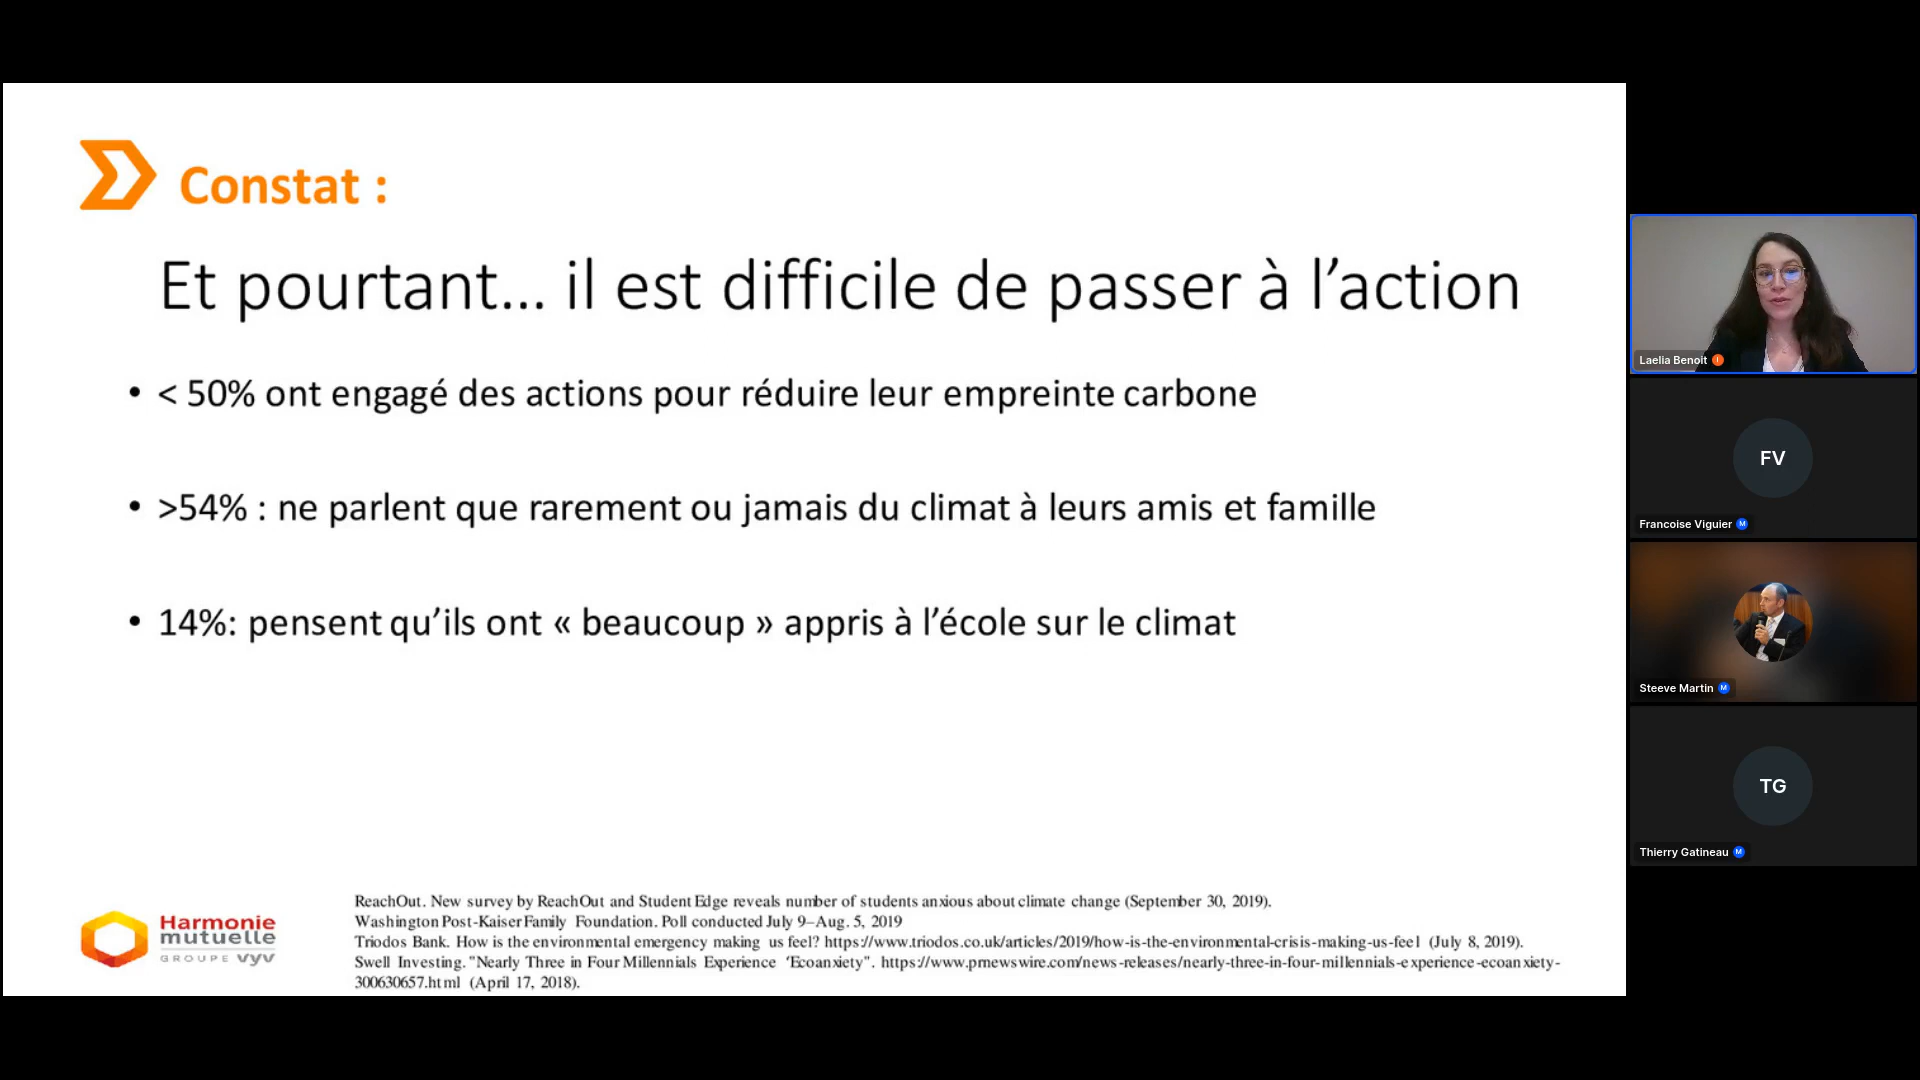 Constat :
Et pourtant... il est difficile de passer à l’action
• < 50% ont engagé des actions pour réduire leur empreinte carbone
• >54% : ne parlent que rarement ou jamais du climat à leurs amis et famille
• 14%: pensent qu’ils ont « beaucoup » appris à l’école sur le climat
Harmonie
mutuelle
GROUPE vyv
ReachOut. New survey by ReachOut and Student Edge reveals number of students anxious about climate change (September 30, 2019).
Washington Post-Kaiser Family Foundation. Poll conducted July 9–Aug. 5, 2019
Triodos Bank. How is the environmental emergency making us feel? https://www.triodos.co.uk/articles/2019/how-is-the-environmental-crisis-making-us-feel (July 8, 2019).
Swell Investing. "Nearly Three in Four Millennials Experience ‘Ecoanxiety". https://www.prnewswire.com/news-releases/nearly-three-in-four-millennials-experience-ecoanxiety-
300630657.html (April 17, 2018).
Laelia Benoit I
FV
Francoise Viguier M
Steeve Martin M
TG
Thierry Gatineau M